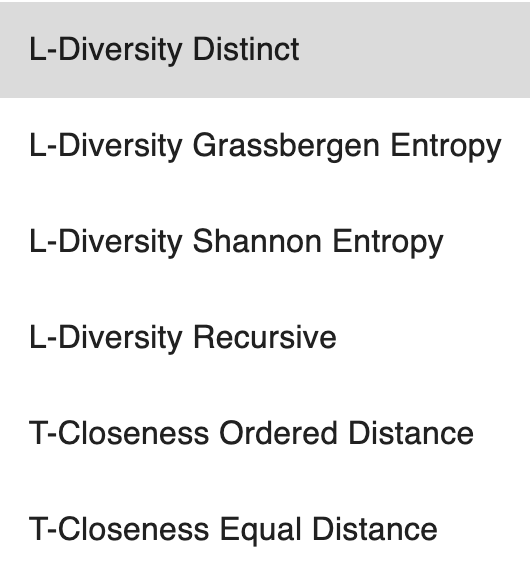 L-Diversity Distinct
L-Diversity Grassbergen Entropy
L-Diversity Shannon Entropy
L-Diversity Recursive
T-Closeness Ordered Distance
T-Closeness Equal Distance